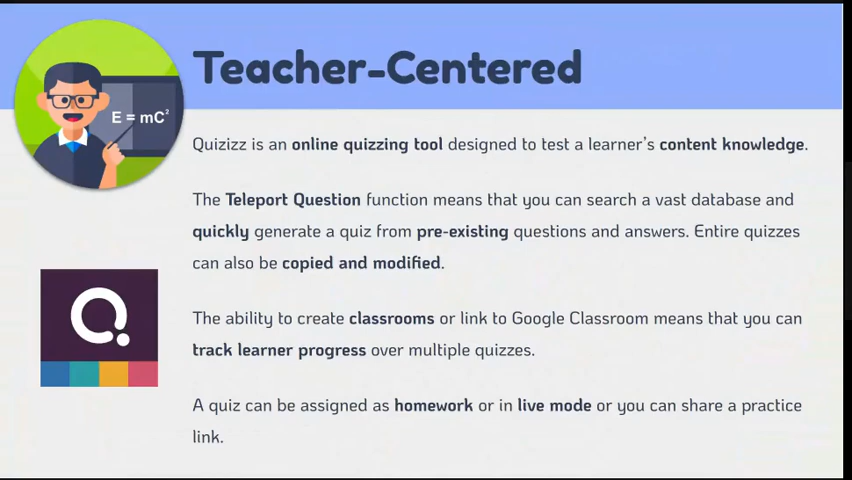 Teacher-Centered
E = mC²
Quizizz is an online quizzing tool designed to test a learner's content knowledge.
The Teleport Question function means that you can search a vast database and
quickly generate a quiz from pre-existing questions and answers. Entire quizzes
can also be copied and modified.
The ability to create classrooms or link to Google Classroom means that you can
track learner progress over multiple quizzes.
A quiz can be assigned as homework or in live mode or you can share a practice
link.